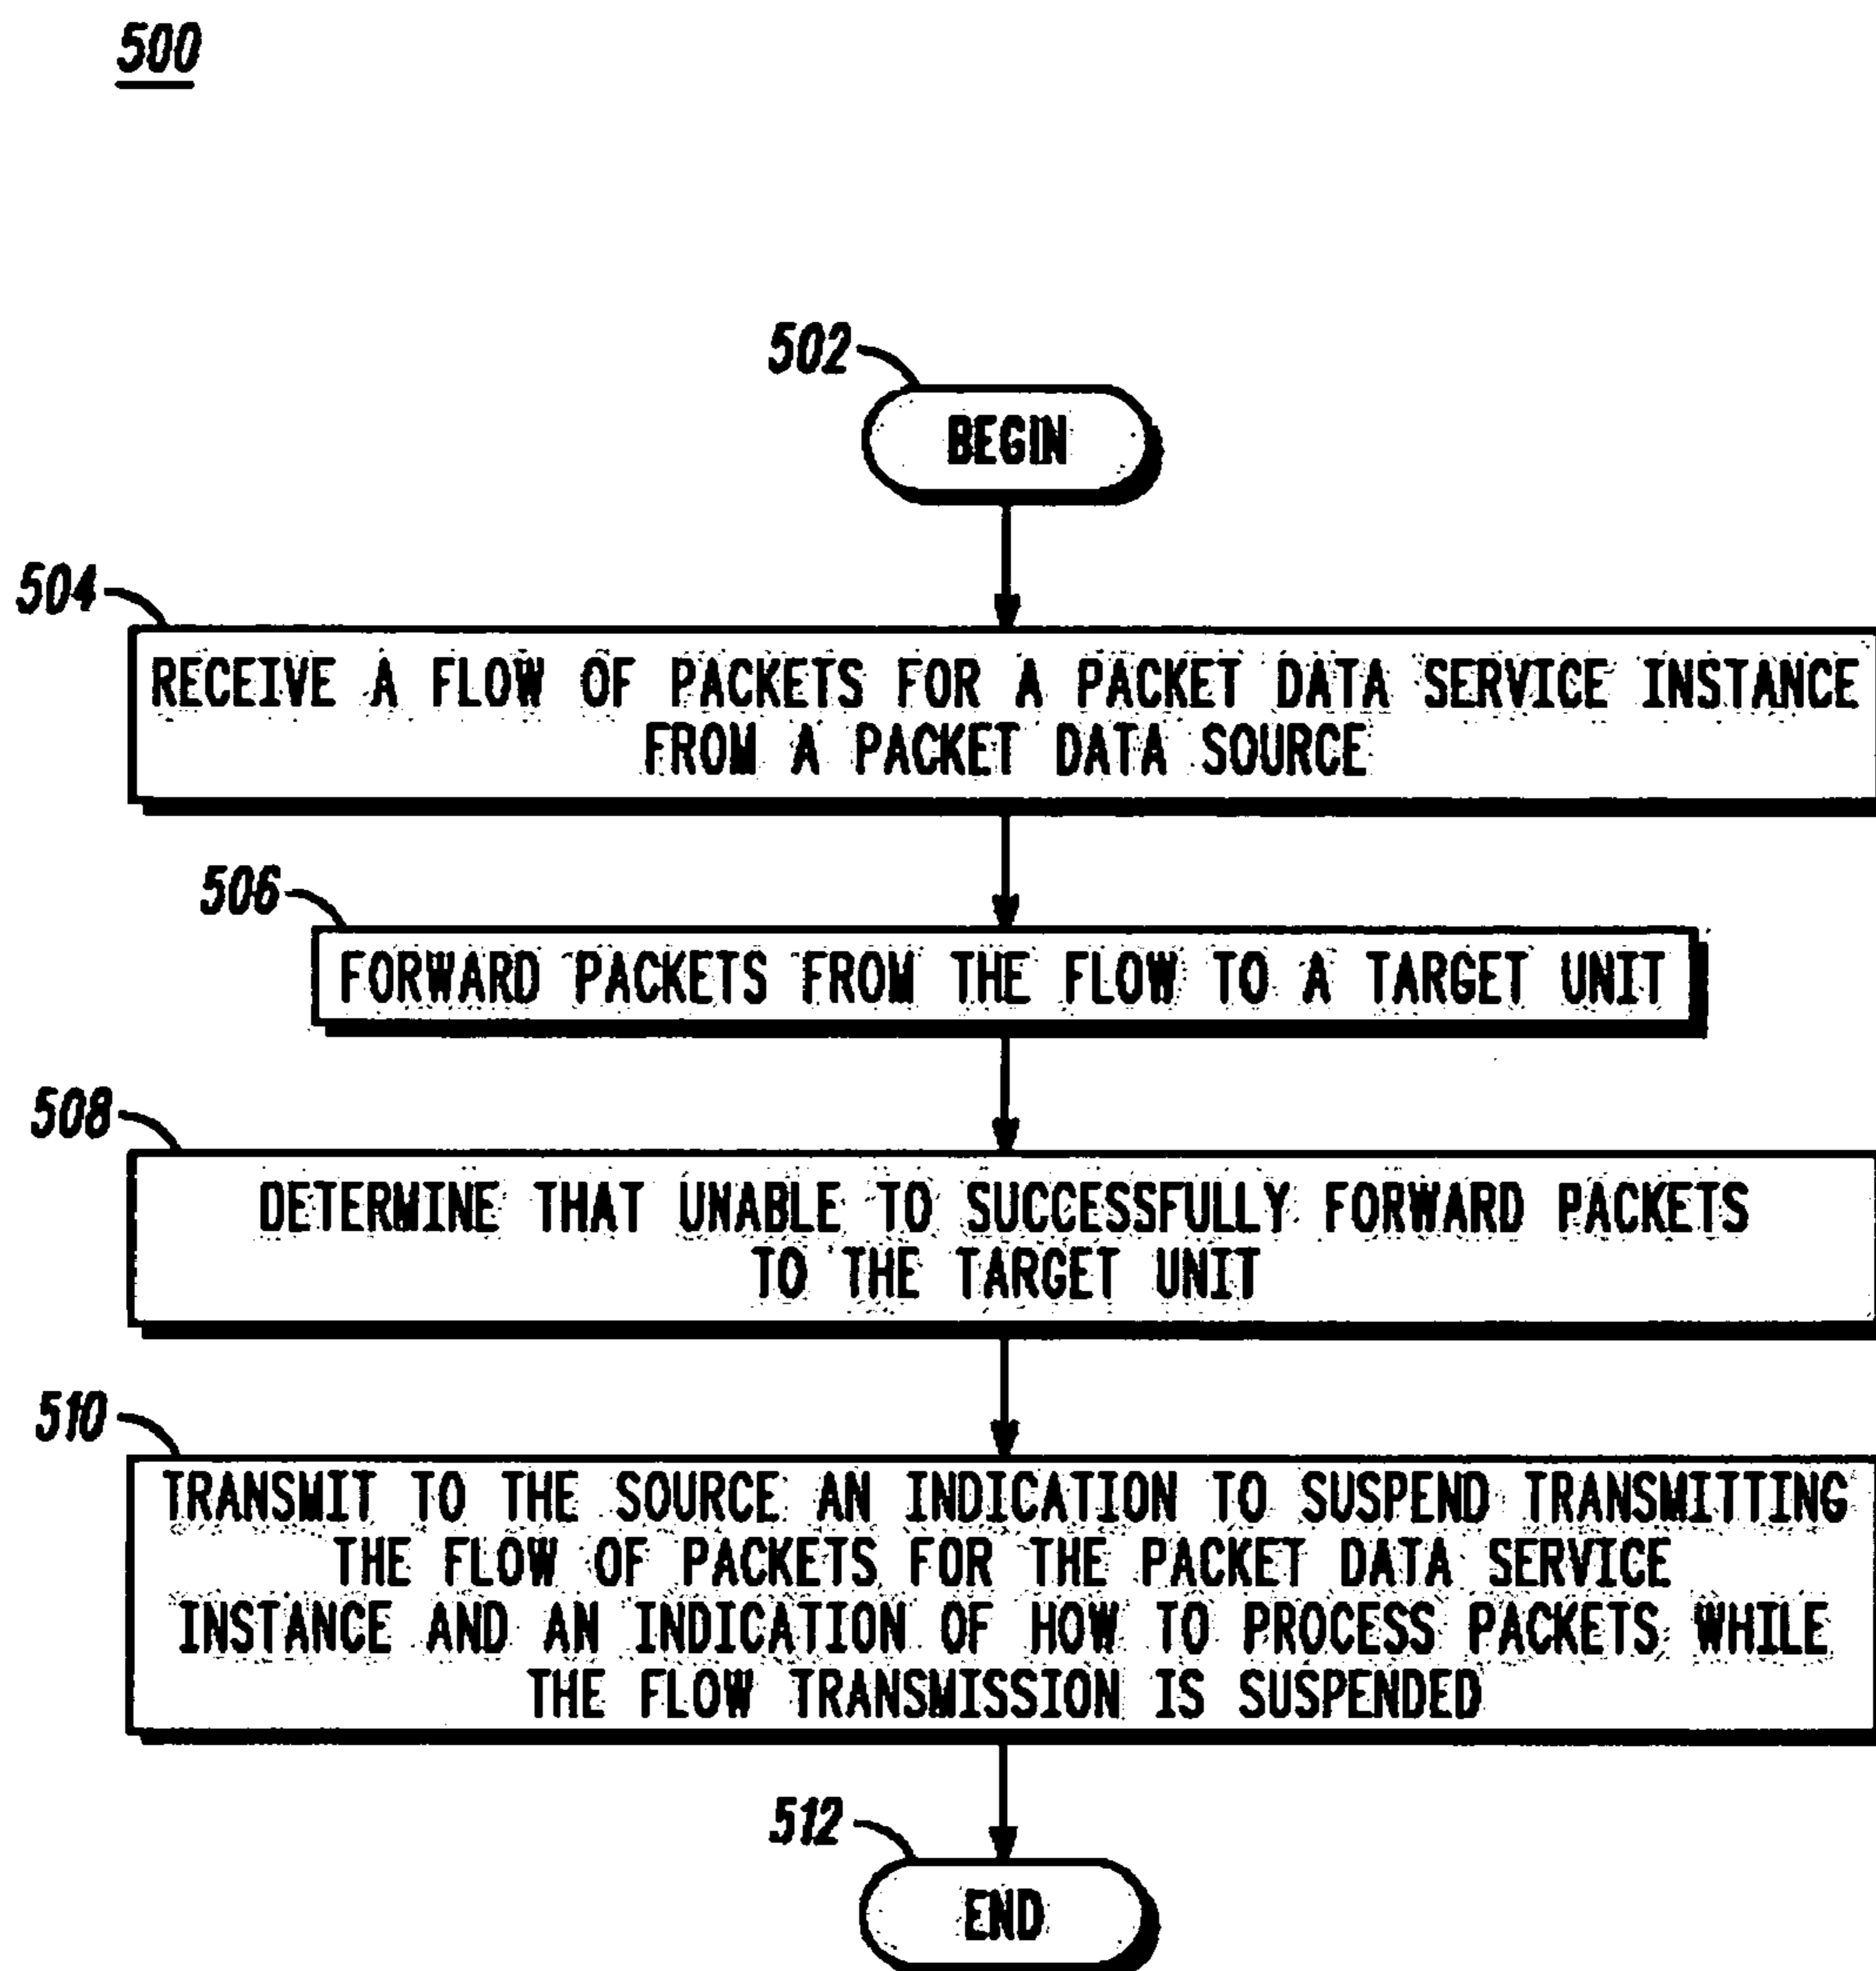 500
502
BEGIN
504
RECEIVE A FLOW OF PACKETS FOR A PACKET DATA SERVICE INSTANCE
FROM A PACKET DATA SOURCE
506
FORWARD PACKETS FROM THE FLOW TO A TARGET UNIT
508
DETERMINE THAT UNABLE TO SUCCESSFULLY FORWARD PACKETS
TO THE TARGET UNIT
510
TRANSMIT TO THE SOURCE AN INDICATION TO SUSPEND TRANSMITTING
THE FLOW OF PACKETS FOR THE PACKET DATA SERVICE
INSTANCE AND AN INDICATION OF HOW TO PROCESS PACKETS WHILE
THE FLOW TRANSMISSION IS SUSPENDED
512
END